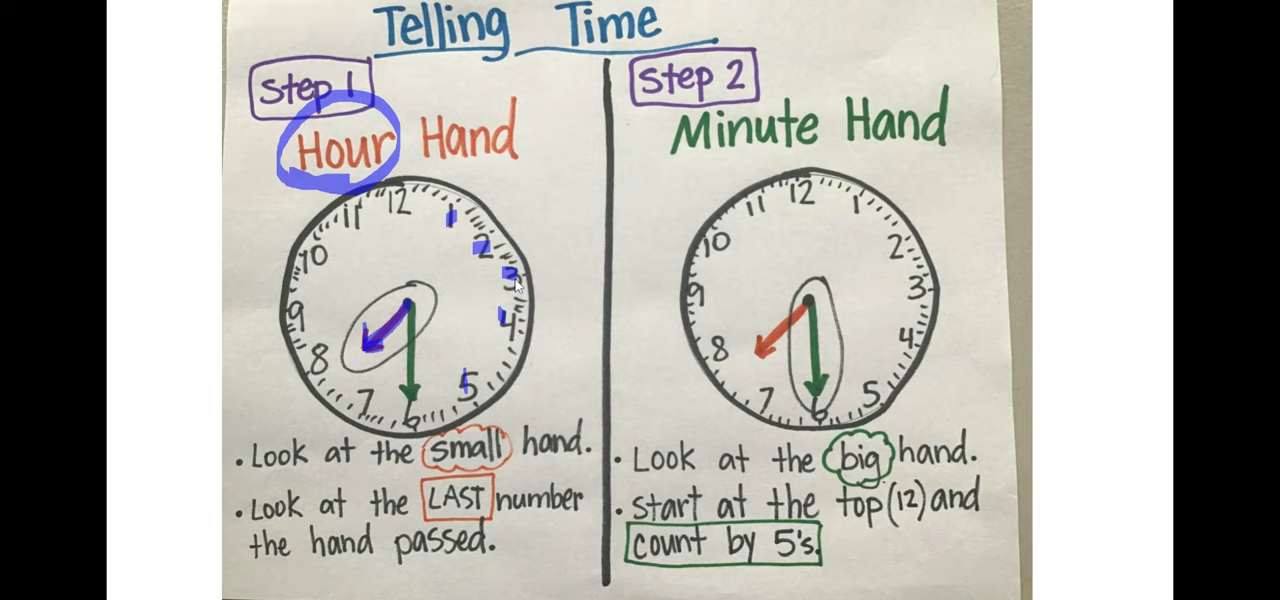 Telling Time
Step 1
Hour Hand
12
1
2
3
4
5
6
7
8
9
10
11
• Look at the small hand.
• Look at the LAST number
the hand passed.
Step 2
Minute Hand
12
1
2
3
4
5
6
7
8
9
10
11
• Look at the big hand.
• Start at the top (12) and
count by 5's.